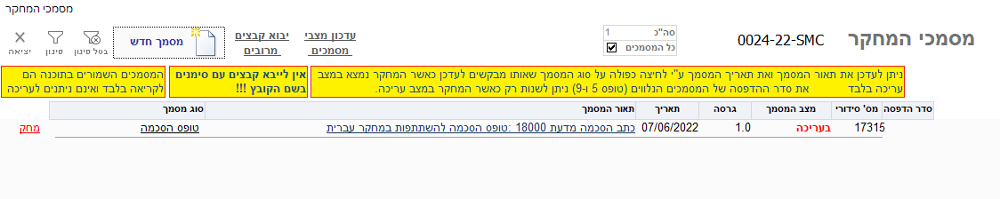 מסמכי המחקר
מסמכי המחקר
0024-22-SMC
סה"כ 1
כל המסמכים
עדכון מצבי
מסמכים
יבוא קבצים
מרובים
מסמך חדש
בטל סינון
סינון
יציאה
ניתן לעדכן את תאור המסמך ואת תאריך המסמך ע"י לחיצה כפולה על סוג המסמך שאותו מבקשים לעדכן כאשר המחקר נמצא במצב
עריכה בלבד את סדר ההדפסה של המסמכים הנלווים (טופס 5 ו-9) ניתן לשנות רק כאשר המחקר במצב עריכה.
אין לייבא קבצים עם סימנים
בשם הקובץ !!!
המסמכים השמורים בתוכנה הם
לקריאה בלבד ואינם ניתנים לעריכה
סדר הדפסה מס' סידורי מצב המסמך גרסה תאריך תאור המסמך סוג מסמך
17315 בעריכה 1.0 07/06/2022 כתב הסכמה מדעת 18000 :טופס הסכמה להשתתפות במחקר עברית טופס הסכמה מחק